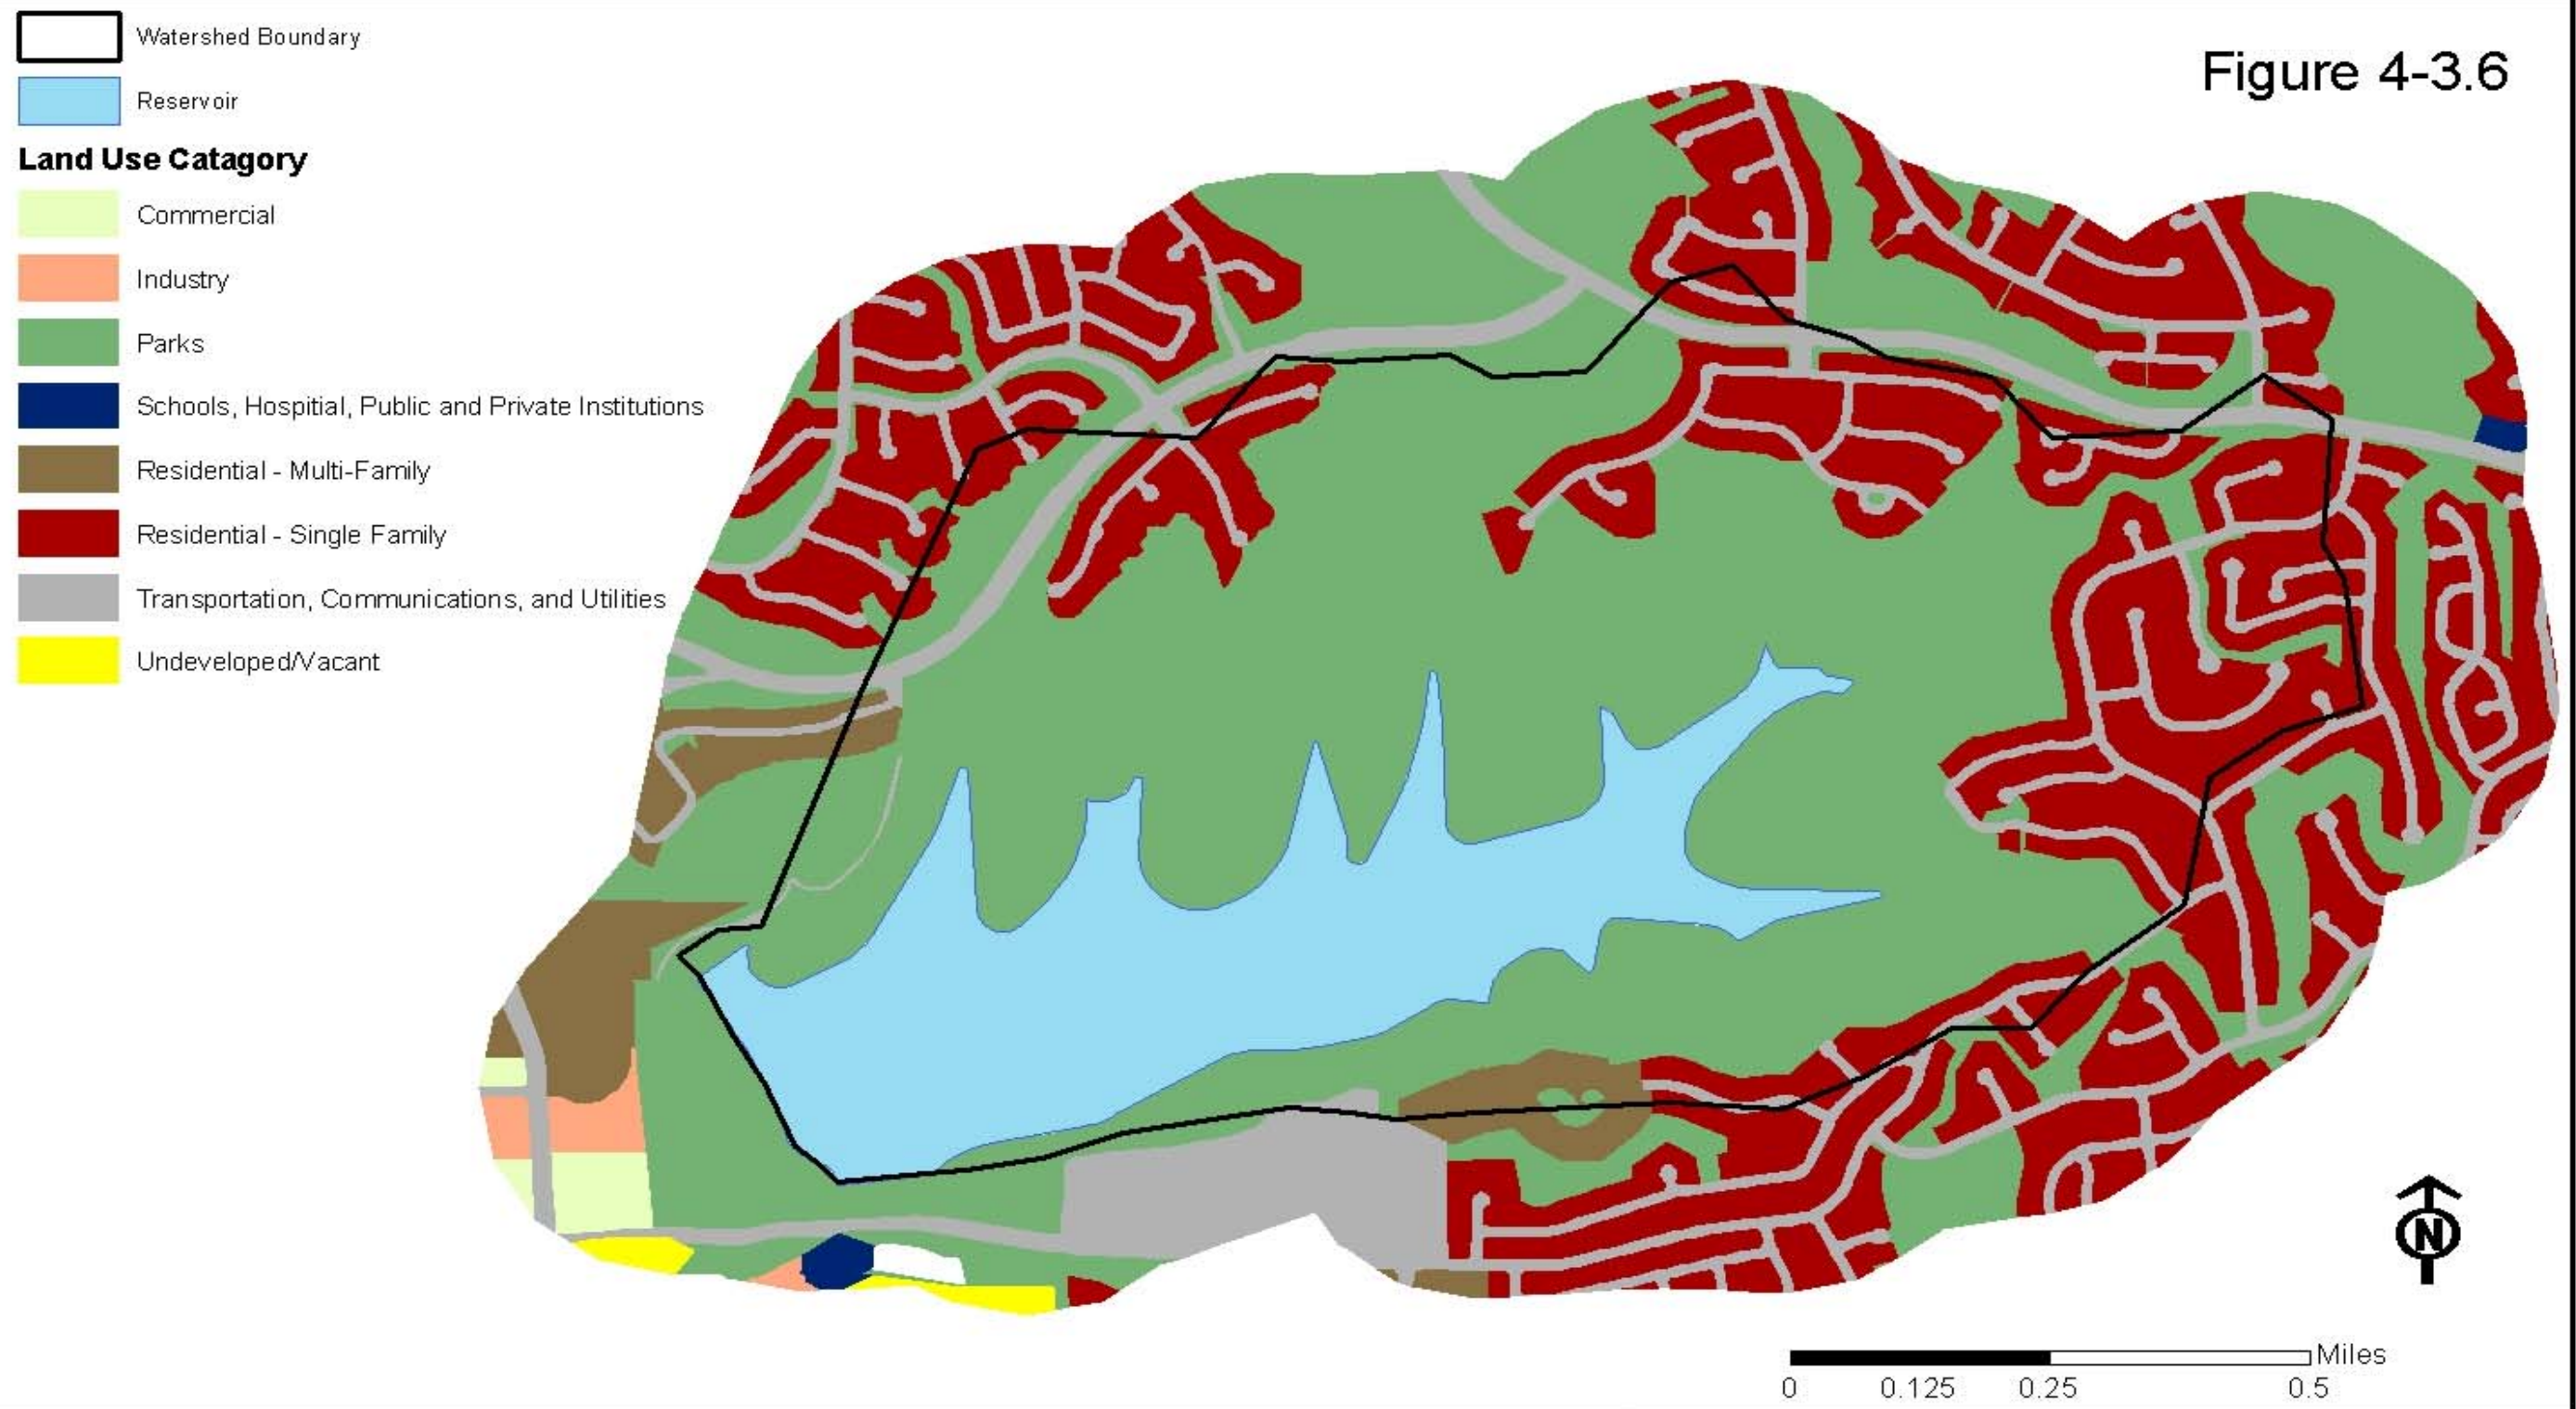 Watershed Boundary
Figure 4-3.6
Reservoir
Land Use Catagory
Commercial
Industry
Parks
Schools, Hospitial, Public and Private Institutions
Residential - Multi-Family
Residential - Single Family
Transportation, Communications, and Utilities
Undeveloped/Vacant
N
Miles
0 0.125 0.25 0.5